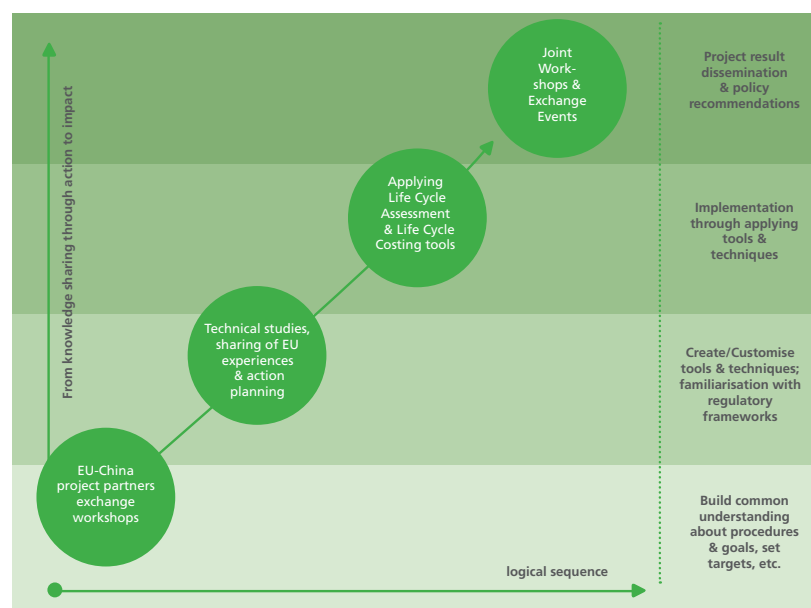 Joint
Work-
shops &
Exchange
Events
Project result
dissemination
& policy
recommendations
From knowledge sharing through action to impact
Applying
Life Cycle
Assessment
& Life Cycle
Costing tools
Implementation
through applying
tools &
techniques
Technical studies,
sharing of EU
experiences
& action
planning
Create/Customise
tools & techniques;
familiarisation with
regulatory
frameworks
EU-China
project partners
exchange
workshops
Build common
understanding
about procedures
& goals, set
targets, etc.
logical sequence